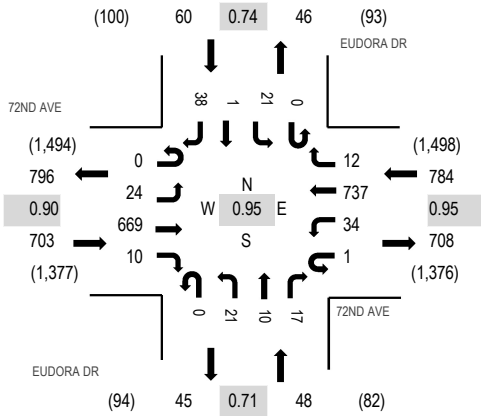 (100) 60 0.74 46 (93)
EUDORA DR
38 1 21 0
72ND AVE
(1,494) (1,498)
0 12
796 784
24 N 737
0.90 W 0.95 E 0.95
669 34
703 S 708
10 1
(1,377) (1,376)
0 21 10 17
72ND AVE
EUDORA DR
(94) 45 0.71 48 (82)